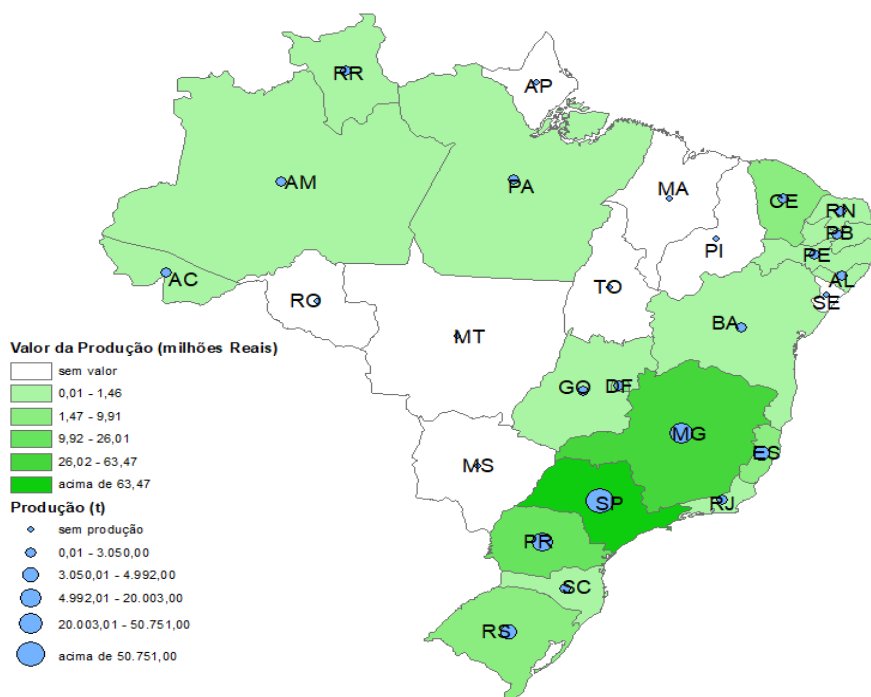 RR
AP
AM
PA
MA
CE
RN
PB
PI
PE
AC
AL
RO
TO
SE
MT
BA
Valor da Produção (milhões Reais)
sem valor
0,01 - 1,46
1,47 - 9,91
9,92 - 26,01
26,02 - 63,47
acima de 63,47
GO
DF
MG
ES
MS
SP
RJ
PR
SC
RS
Produção (t)
sem produção
0,01 - 3.050,00
3.050,01 - 4.992,00
4.992,01 - 20.003,00
20.003,01 - 50.751,00
acima de 50.751,00